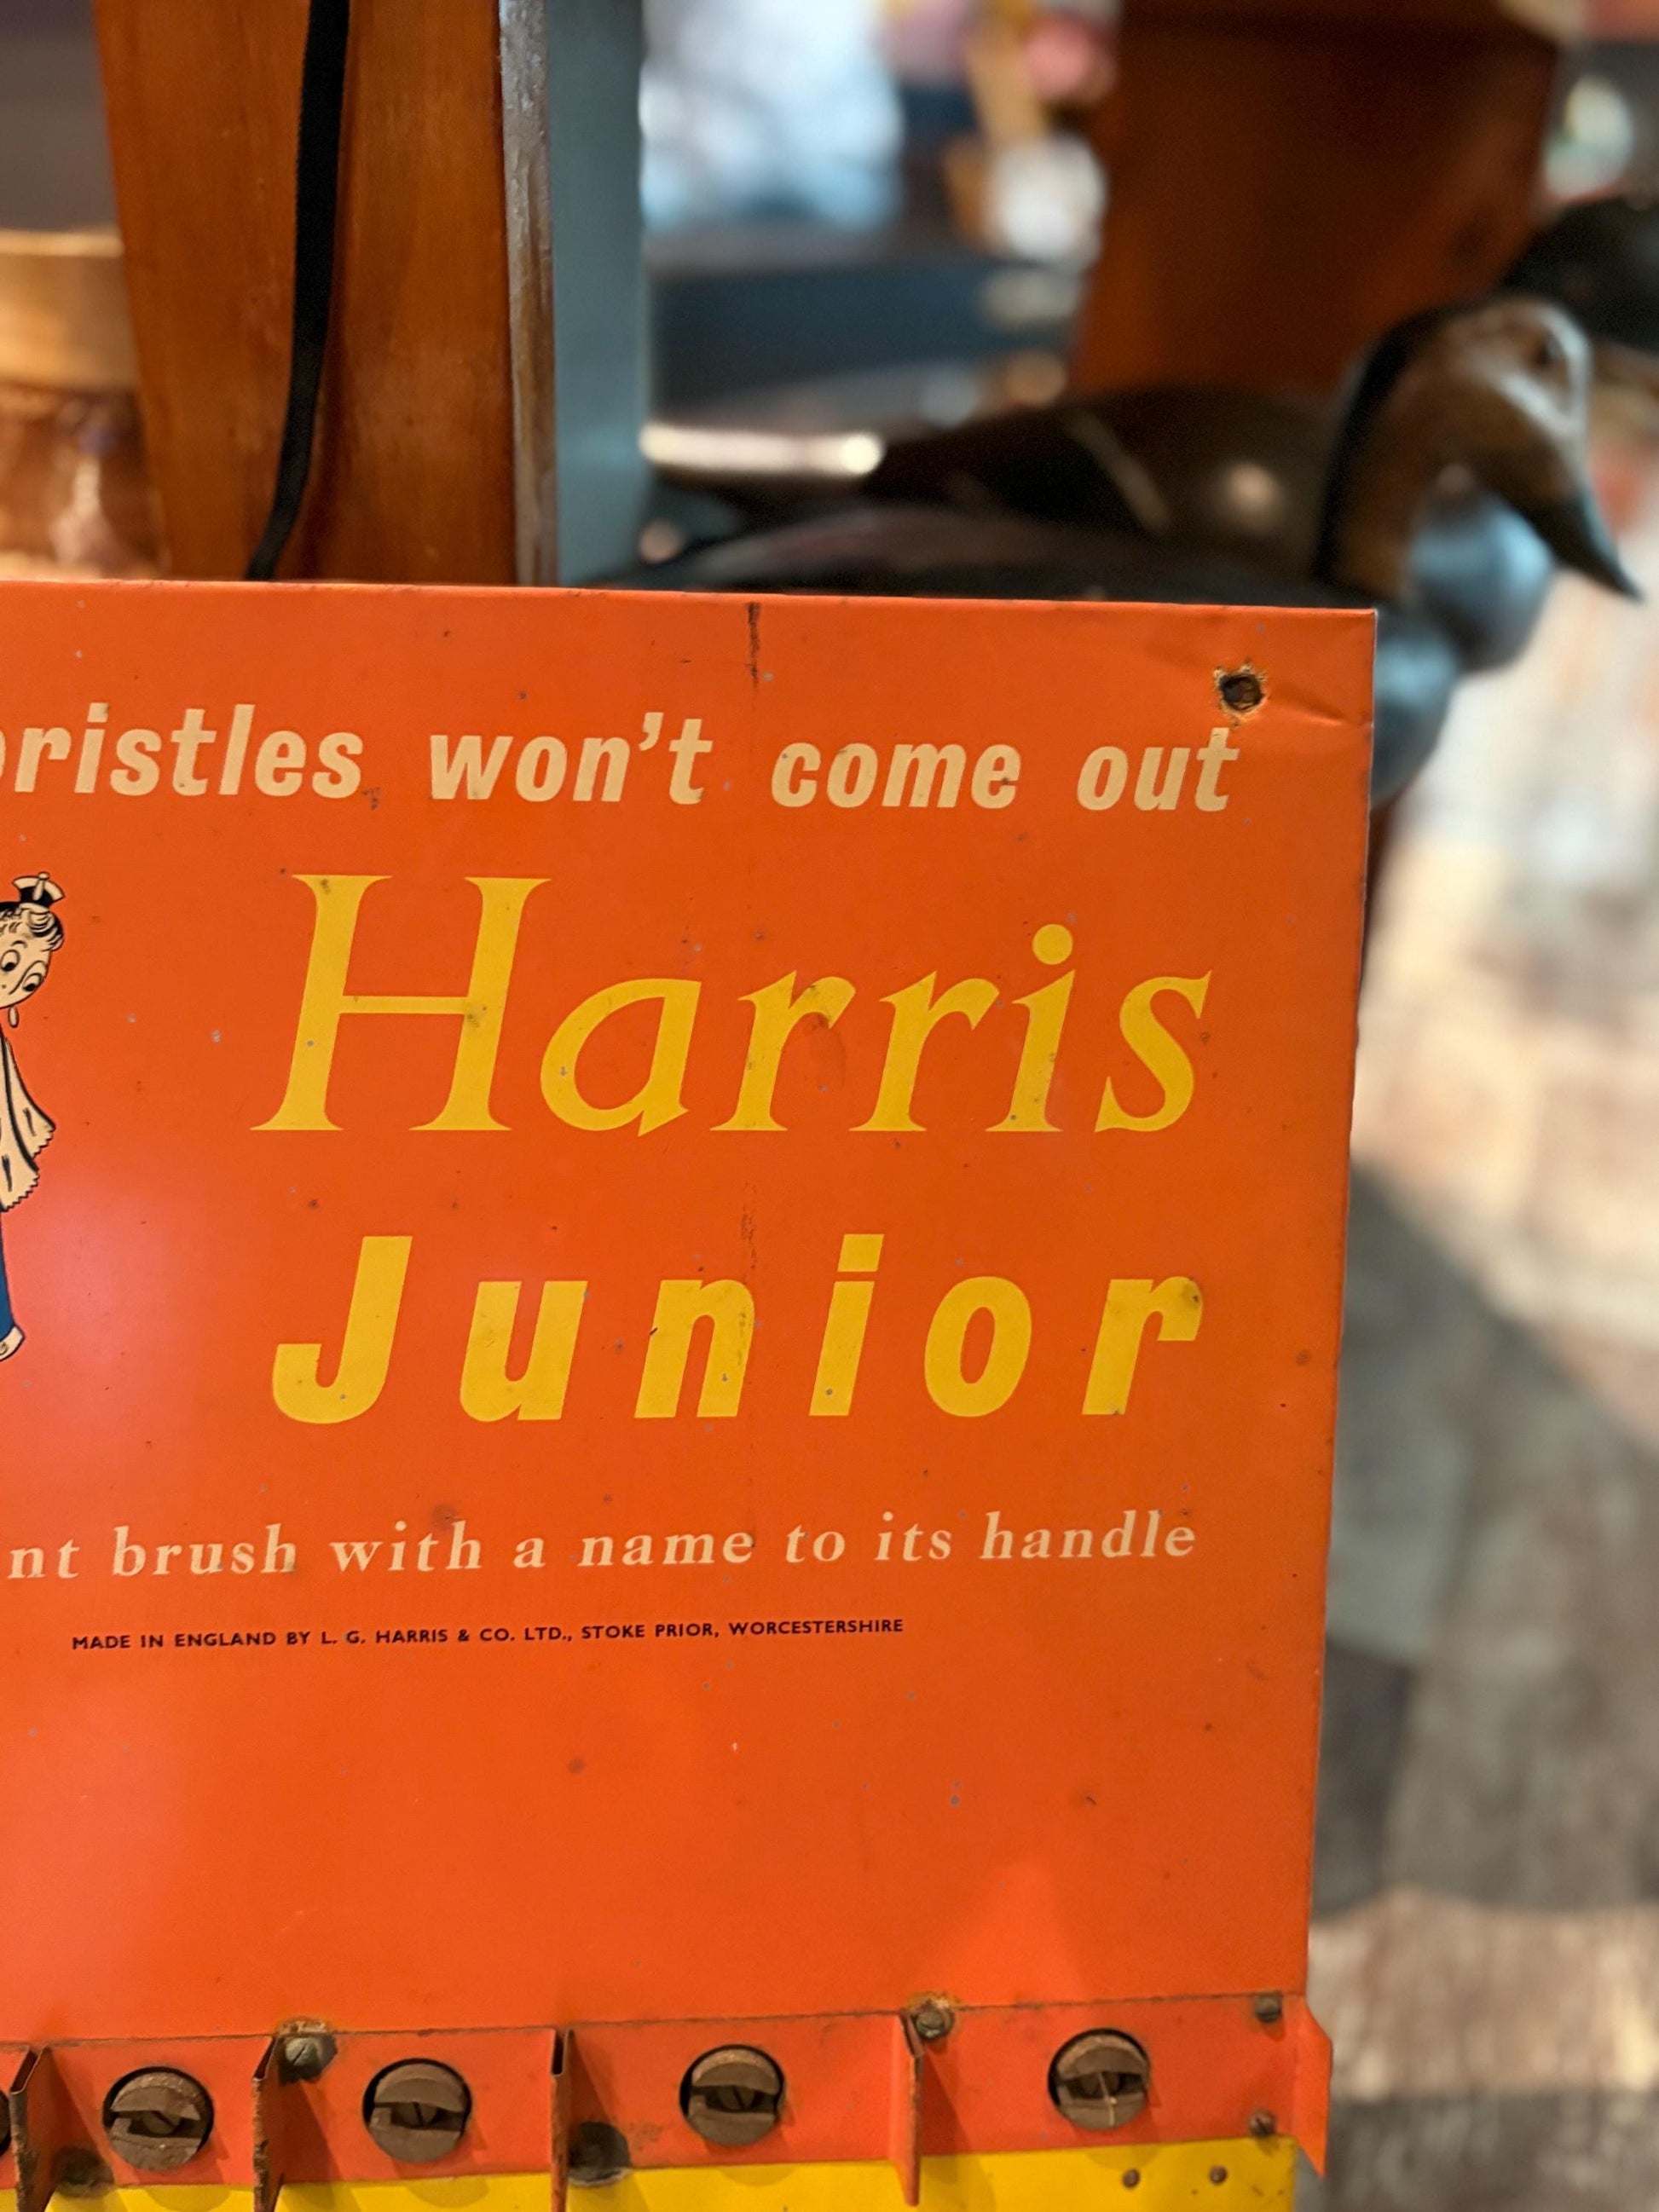 bristles won't come out
Harris
Junior
nt brush with a name to its handle
MADE IN ENGLAND BY L. G. HARRIS & CO. LTD., STOKE PRIOR, WORCESTERSHIRE